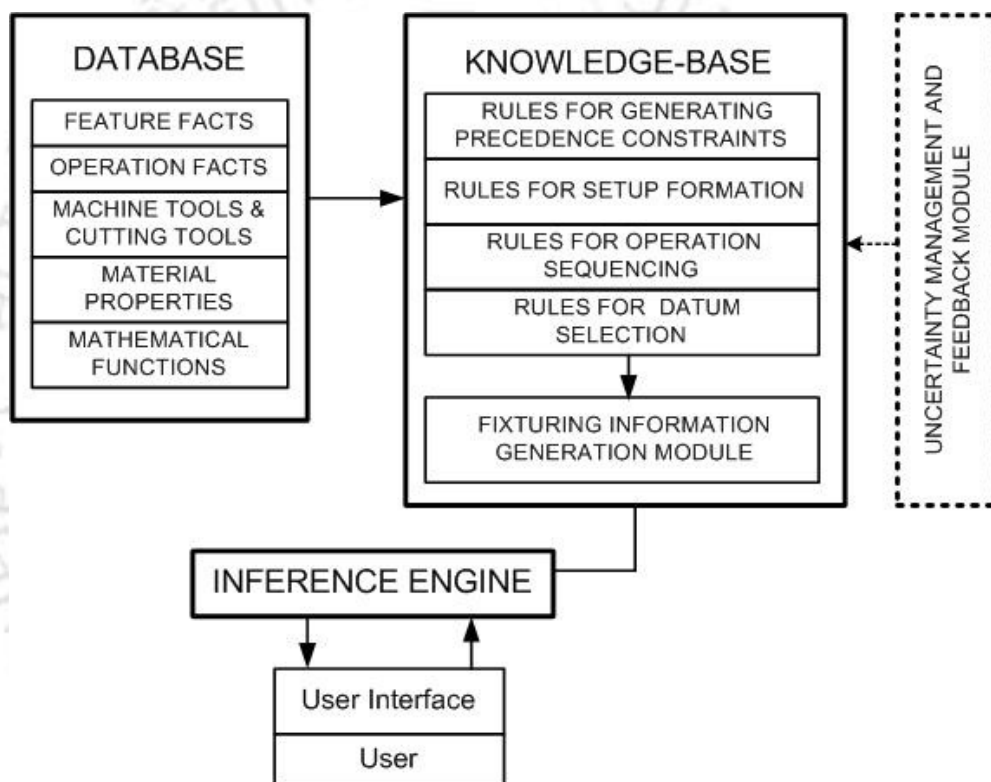 DATABASE
FEATURE FACTS
OPERATION FACTS
MACHINE TOOLS &
CUTTING TOOLS
MATERIAL
PROPERTIES
MATHEMATICAL
FUNCTIONS
KNOWLEDGE-BASE
RULES FOR GENERATING
PRECEDENCE CONSTRAINTS
RULES FOR SETUP FORMATION
RULES FOR OPERATION
SEQUENCING
RULES FOR DATUM
SELECTION
FIXTURING INFORMATION
GENERATION MODULE
UNCERTAINTY MANAGEMENT AND
FEEDBACK MODULE
INFERENCE ENGINE
User Interface
User